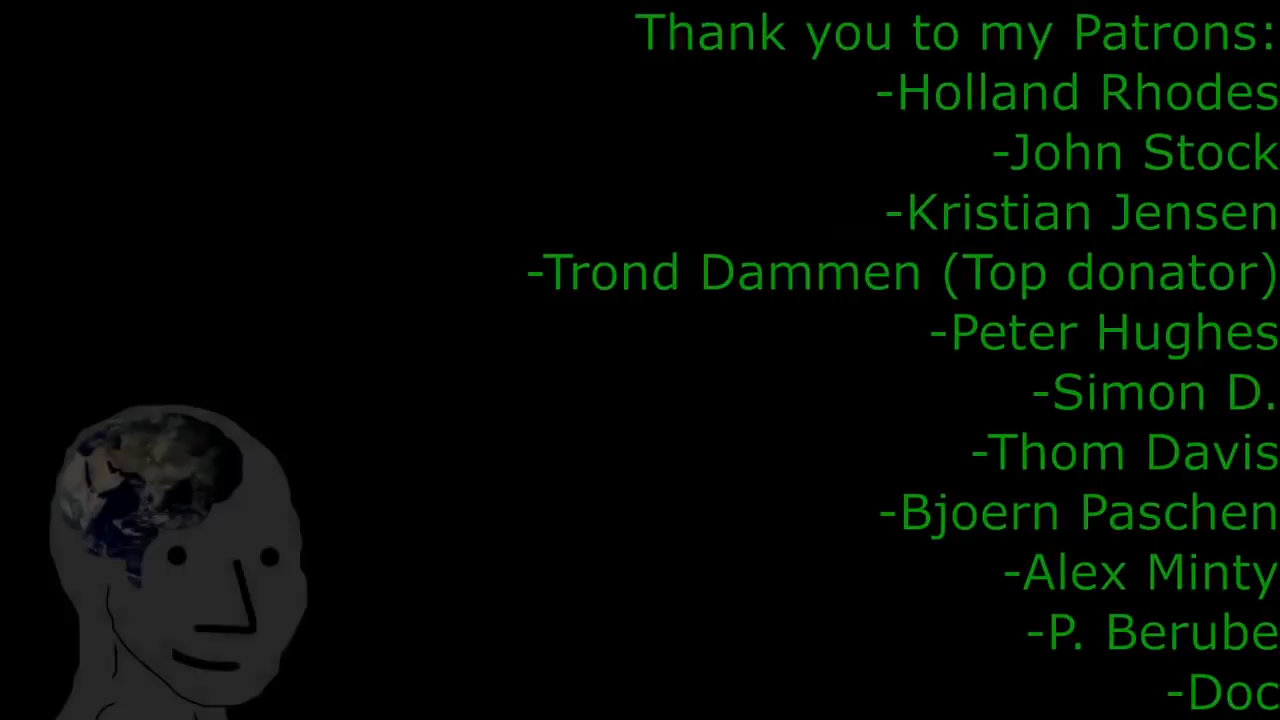 Thank you to my Patrons:
-Holland Rhodes
-John Stock
-Kristian Jensen
-Trond Dammen (Top donator)
-Peter Hughes
-Simon D.
-Thom Davis
-Bjoern Paschen
-Alex Minty
-P. Berube
-Doc